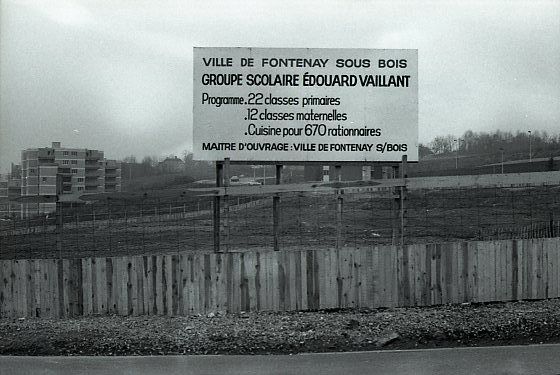 VILLE DE FONTENAY SOUS BOIS
GROUPE SCOLAIRE ÉDOUARD VAILLANT
Programme.22 classes primaires
.12 classes maternelles
.Cuisine pour 670 rationnaires
MAITRE D'OUVRAGE : VILLE DE FONTENAY S/BOIS